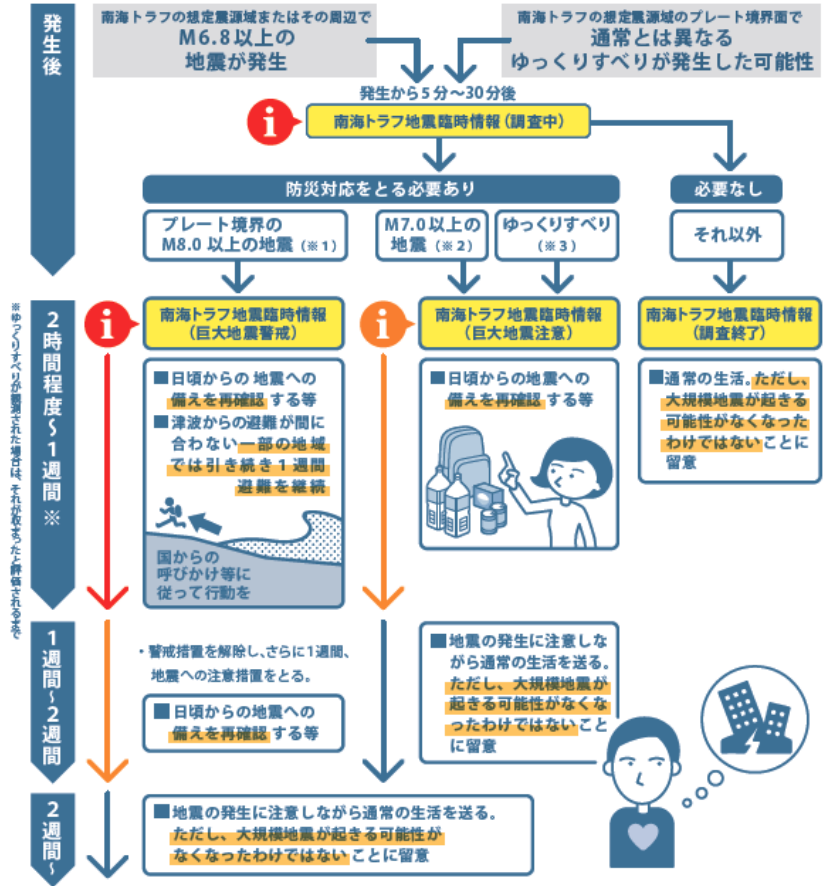 発生後
南海トラフの想定震源域またはその周辺で
M6.8以上の
地震が発生
南海トラフの想定震源域のプレート境界面で
通常とは異なる
ゆっくりすべりが発生した可能性
発生から5分〜30分後
i
南海トラフ地震臨時情報(調査中)
防災対応をとる必要あり
必要なし
プレート境界の
M8.0以上の地震(※1)
M7.0以上の
地震(※2)
ゆっくりすべり
(※3)
それ以外
2時間程度〜1週間 ※
※ゆっくりすべりが観測された場合は、それが収まったと評価されるまで
i
南海トラフ地震臨時情報
(巨大地震警戒)
i
南海トラフ地震臨時情報
(巨大地震注意)
南海トラフ地震臨時情報
(調査終了)
■日頃からの地震への
備えを再確認する等
■津波からの避難が間に
合わない一部の地域
では引き続き1週間
避難を継続
国からの
呼びかけ等に
従って行動を
■日頃からの地震への
備えを再確認する等
■通常の生活。ただし、
大規模地震が起きる
可能性がなくなった
わけではないことに
留意
1週間〜2週間
・警戒措置を解除し、さらに1週間、
地震への注意措置をとる。
■日頃からの地震への
備えを再確認する等
■地震の発生に注意しな
がら通常の生活を送る。
ただし、大規模地震が
起きる可能性がなくな
ったわけではないこと
に留意
2週間〜
■地震の発生に注意しながら通常の生活を送る。
ただし、大規模地震が起きる可能性が
なくなったわけではないことに留意